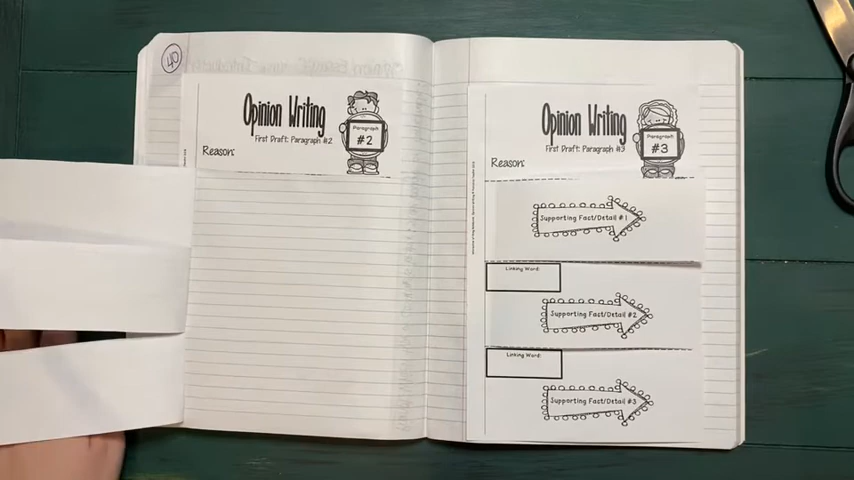 40
Opinion Writing
First Draft: Paragraph #2
Paragraph
#2
Reason:
Opinion Writing
First Draft: Paragraph #3
Paragraph
#3
Reason:
Supporting Fact/Detail #1
Linking Word:
Supporting Fact/Detail #2
Linking Word:
Supporting Fact/Detail #3